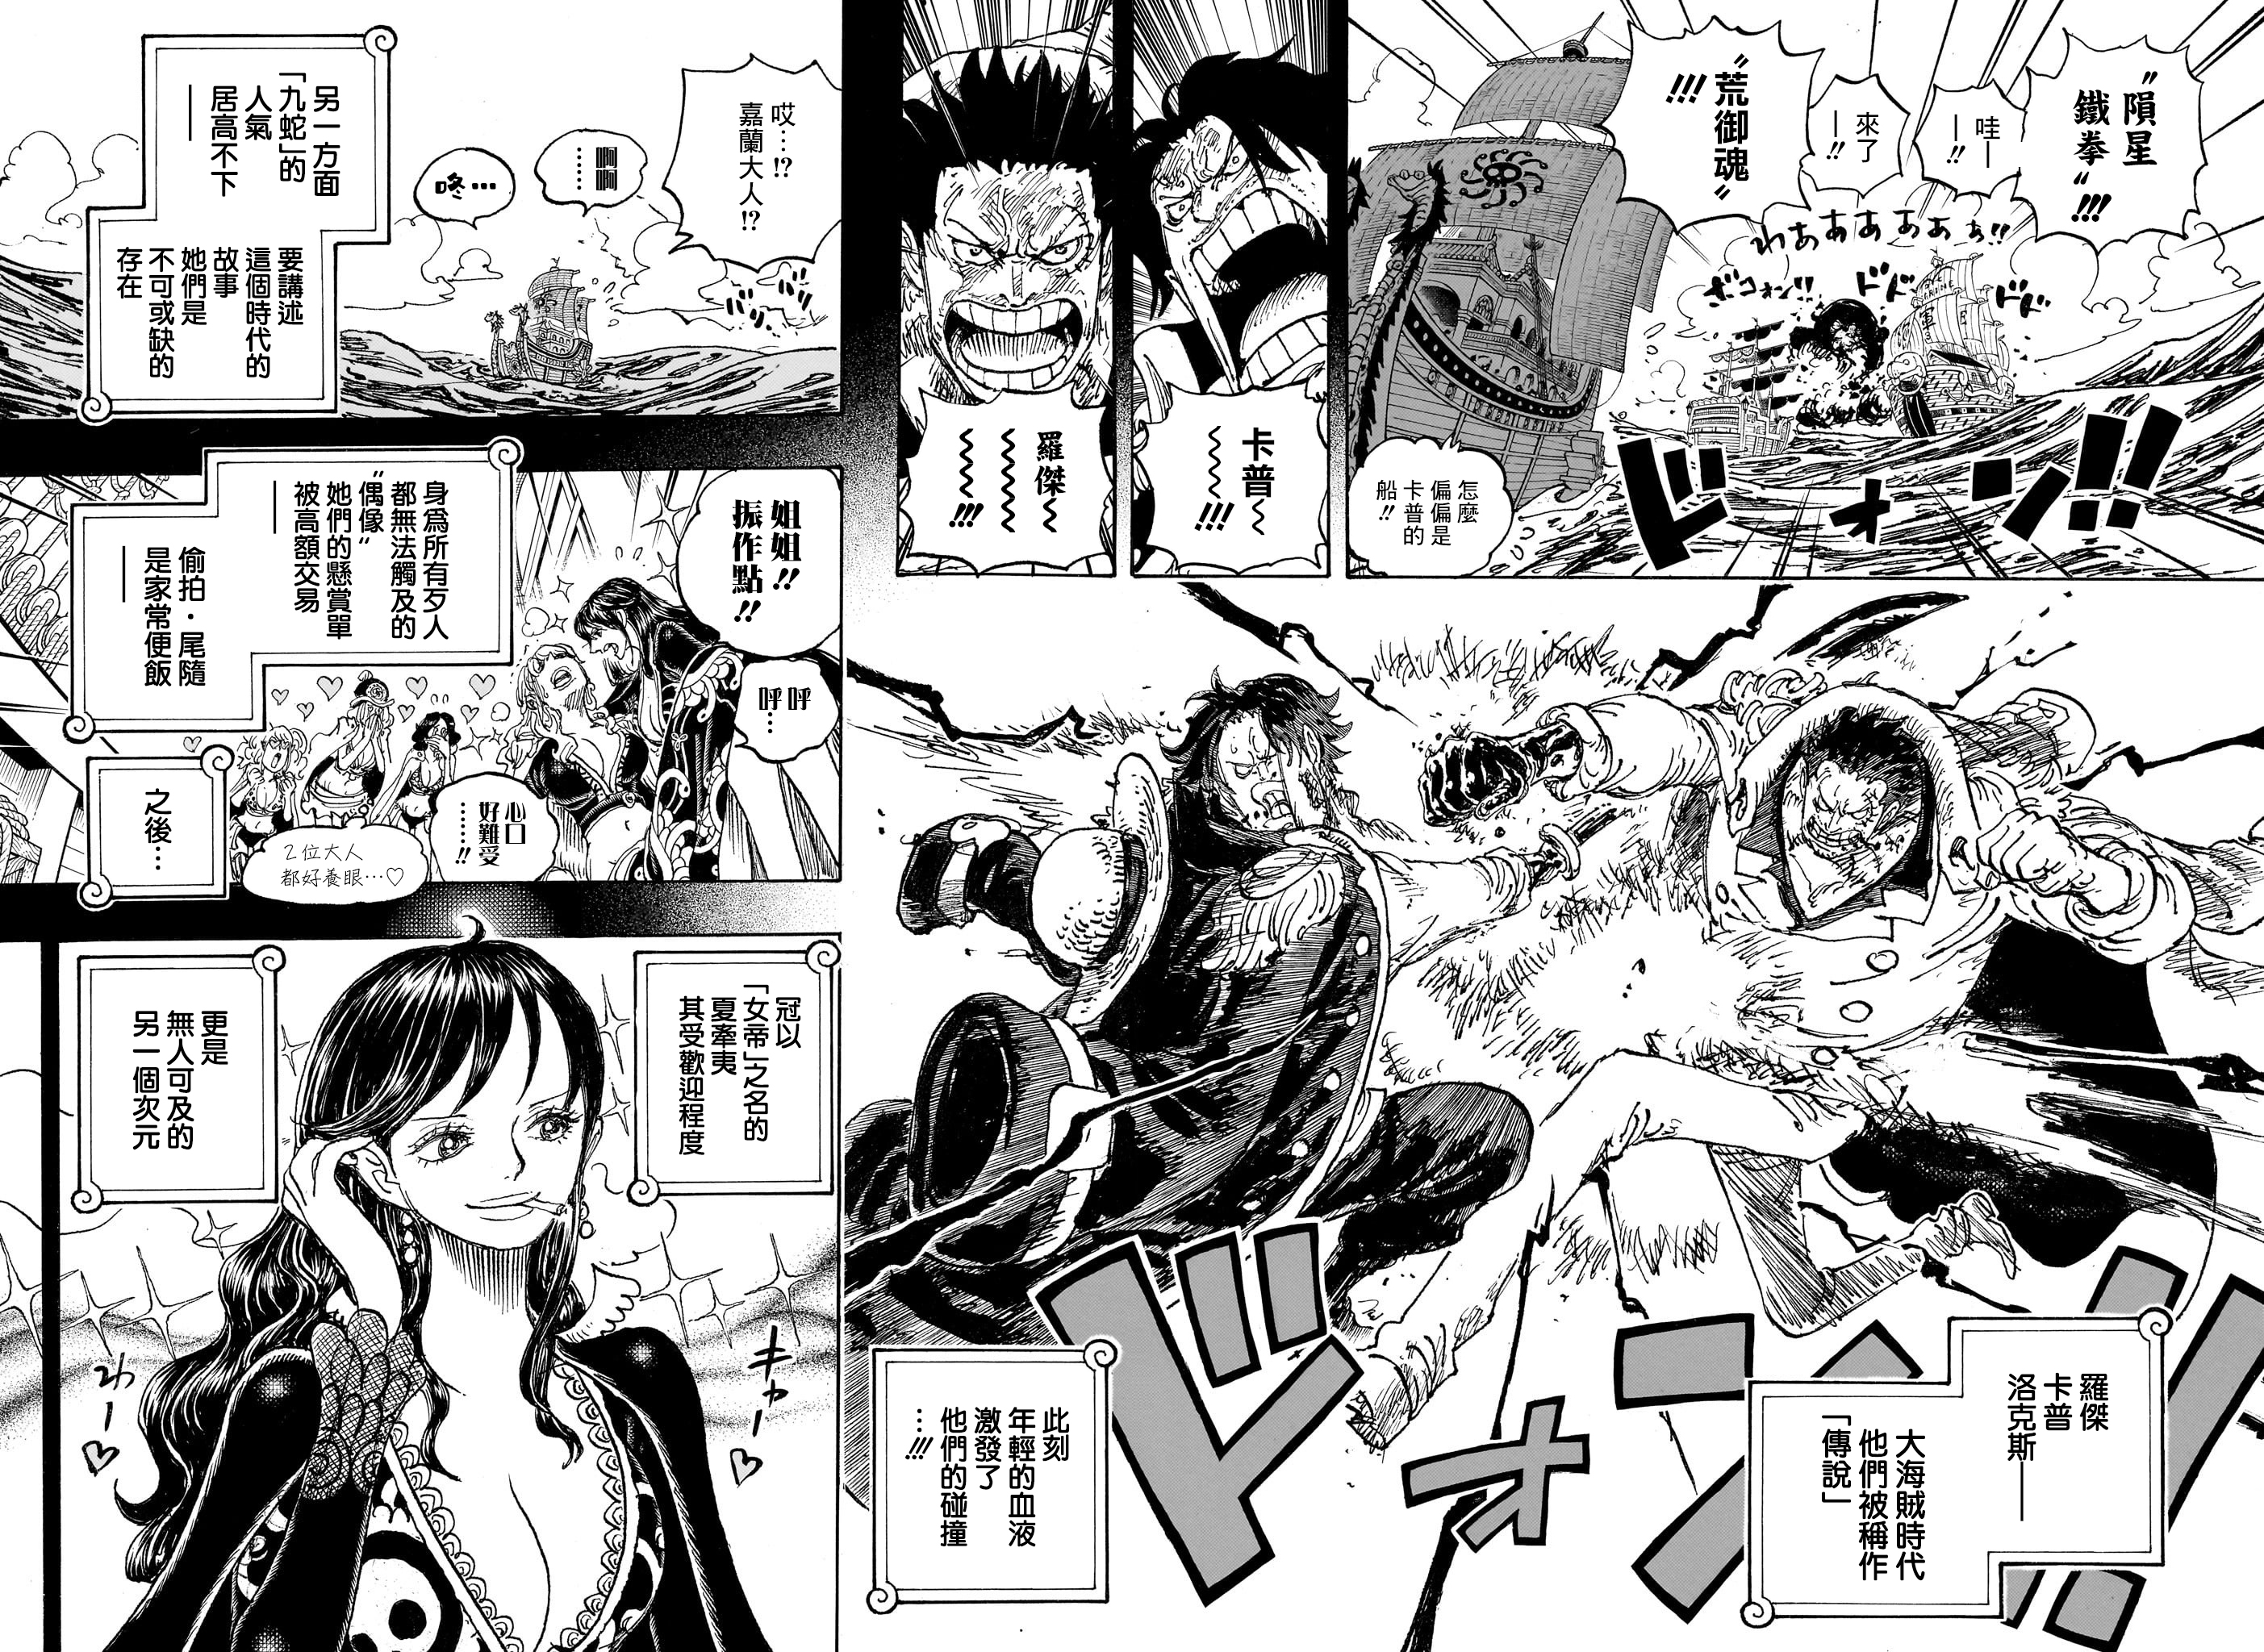 〝隕星
鐵拳〟!!!
哇—
—!!
來了
—!!
〝荒御魂〟
!!!
わあああああぁ!!
ドドド
ドド
ボコォン!!
ドォン!!!
怎麼
偏偏是
卡普的
船!!
卡普~
~~!!!
羅傑~~
~~~~
~~~!!!
羅傑
卡普
洛克斯——
大海賊時代
他們被稱作
「傳說」
ドォン
此刻
年輕的血液
激發了
他們的碰撞
…!!!
哎…!?
嘉蘭大人!?
啊啊
……
咚…
另一方面
「九蛇」的
人氣
居高不下
——
要講述
這個時代的
故事
她們是
不可或缺的
存在
姐姐!!
振作點!!
呼呼
…
心口
好難受
……!!
身為所有歹人
都無法觸及的
〝偶像〟
她們的懸賞單
被高額交易
——
偷拍・尾隨
是家常便飯
——
2位大人
都好養眼…♡
之後…
冠以
「女帝」之名的
夏牽夷
其受歡迎程度
更是
無人可及的
另一個次元
キャー♡
わー♡